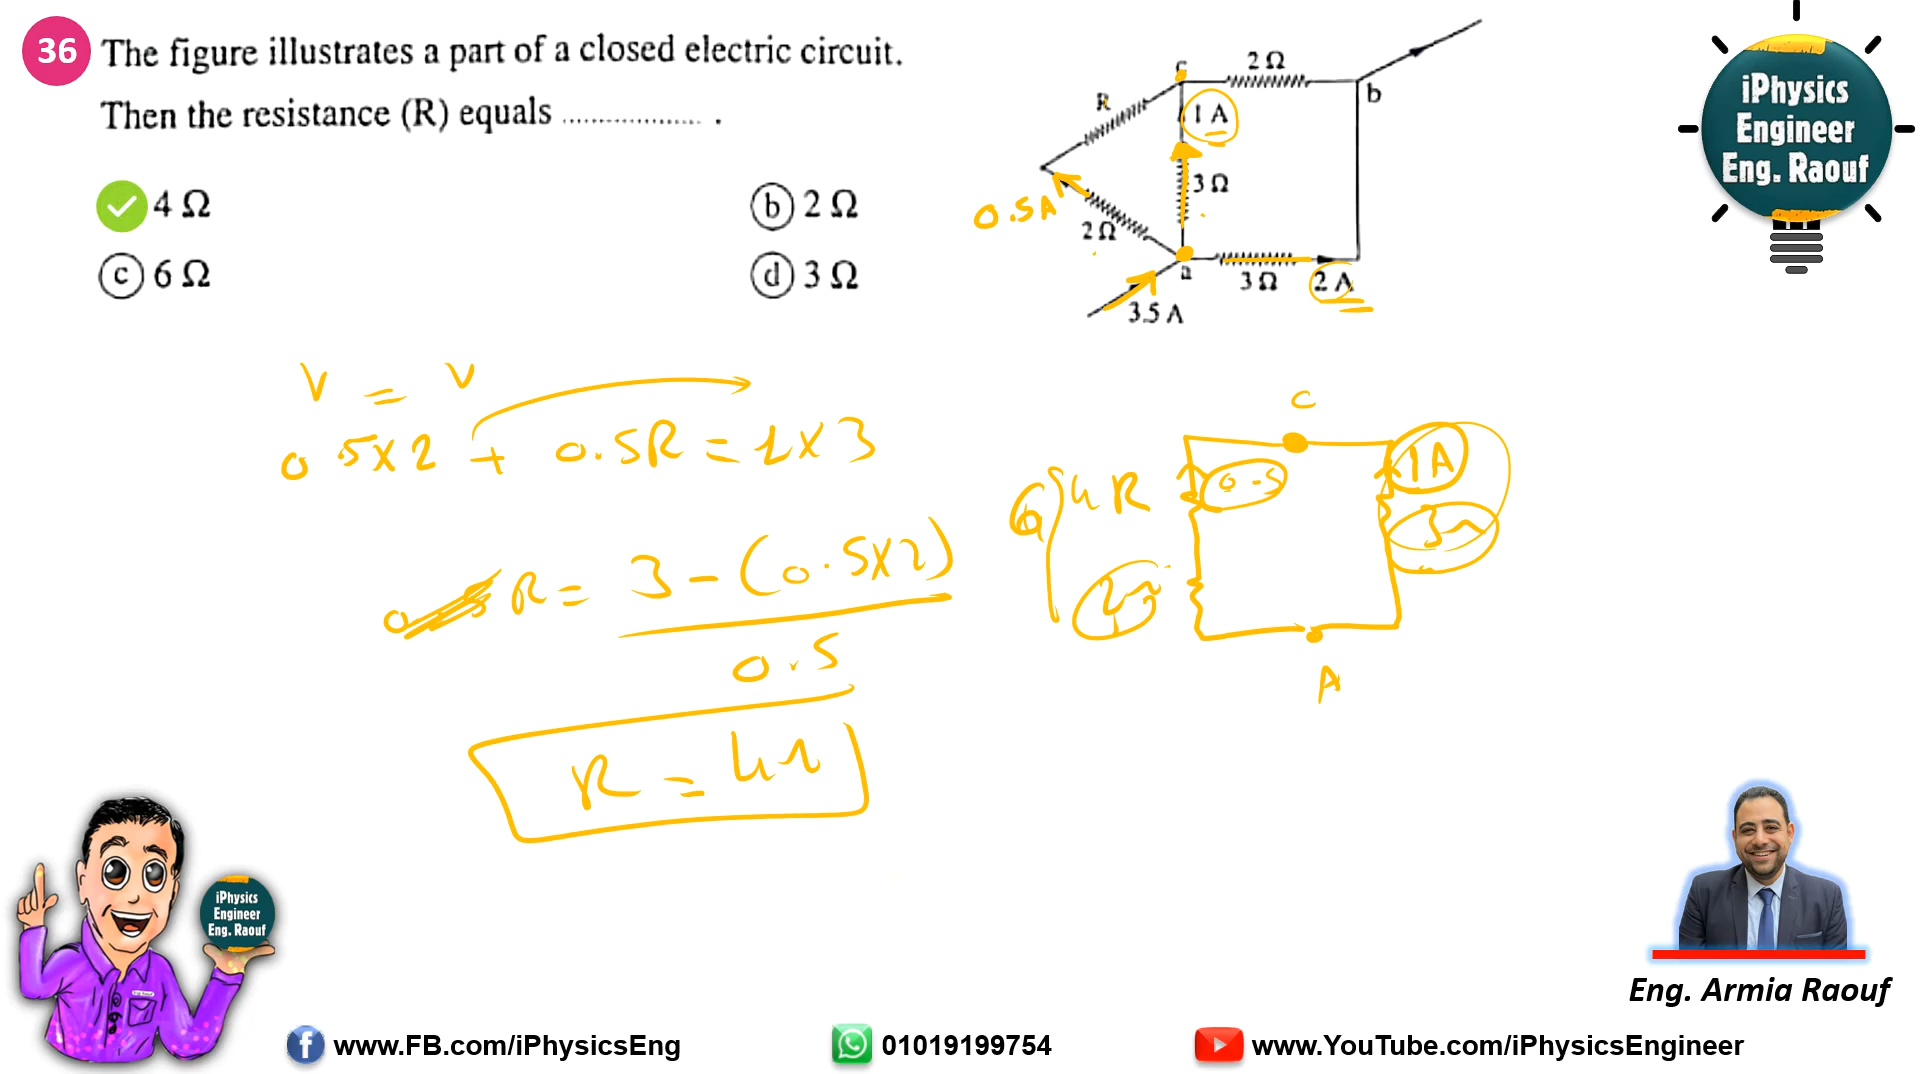 36 The figure illustrates a part of a closed electric circuit.
Then the resistance (R) equals ................... .
4 Ω
b 2 Ω
c 6 Ω
d 3 Ω
c
2 Ω
b
R
1 A
3 Ω
0.5A
2 Ω
a
3 Ω
2 A
3.5 A
iPhysics
Engineer
Eng. Raouf
V = V
0.5×2 + 0.5R = 1×3
R = 3 - (0.5×2)
0.5
R = 4Ω
C
6
4 R
0.5
1A
3Ω
2Ω
A
iPhysics
Engineer
Eng. Raouf
Eng. Armia Raouf
www.FB.com/iPhysicsEng
01019199754
www.YouTube.com/iPhysicsEngineer